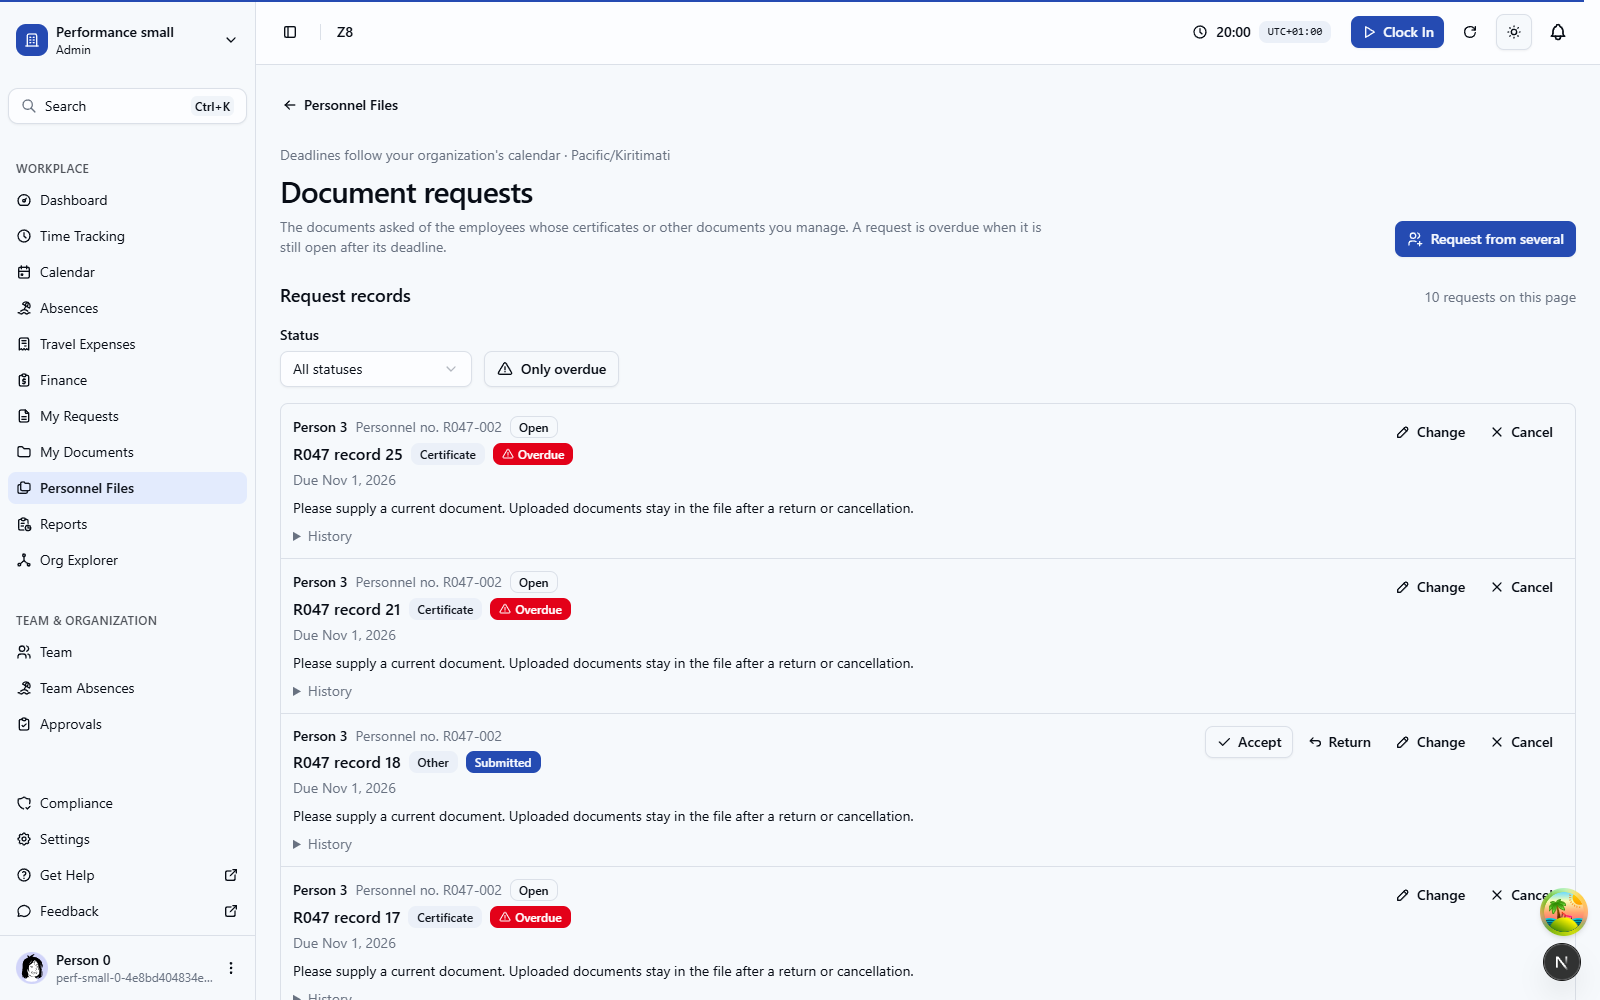 Performance small
Admin
Search
Ctrl+K
WORKPLACE
Dashboard
Time Tracking
Calendar
Absences
Travel Expenses
Finance
My Requests
My Documents
Personnel Files
Reports
Org Explorer
TEAM & ORGANIZATION
Team
Team Absences
Approvals
Compliance
Settings
Get Help
Feedback
Person 0
perf-small-0-4e8bd404834e...
Z8
20:00
UTC+01:00
Clock In
Personnel Files
Deadlines follow your organization's calendar · Pacific/Kiritimati
Document requests
The documents asked of the employees whose certificates or other documents you manage. A request is overdue when it is
still open after its deadline.
Request from several
Request records
10 requests on this page
Status
All statuses
Only overdue
Person 3 Personnel no. R047-002 Open
Change Cancel
R047 record 25 Certificate Overdue
Due Nov 1, 2026
Please supply a current document. Uploaded documents stay in the file after a return or cancellation.
History
Person 3 Personnel no. R047-002 Open
Change Cancel
R047 record 21 Certificate Overdue
Due Nov 1, 2026
Please supply a current document. Uploaded documents stay in the file after a return or cancellation.
History
Person 3 Personnel no. R047-002
Accept Return Change Cancel
R047 record 18 Other Submitted
Due Nov 1, 2026
Please supply a current document. Uploaded documents stay in the file after a return or cancellation.
History
Person 3 Personnel no. R047-002 Open
Change Cancel
R047 record 17 Certificate Overdue
Due Nov 1, 2026
Please supply a current document. Uploaded documents stay in the file after a return or cancellation.
History
N